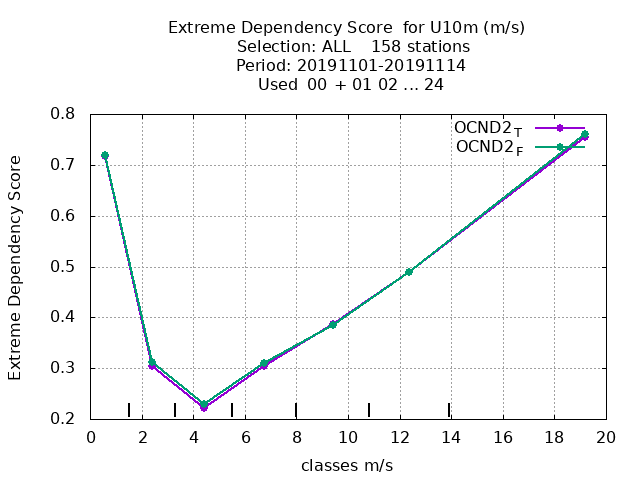 Extreme Dependency Score  for U10m (m/s)
Selection: ALL    158 stations
Period: 20191101-20191114
Used  00  + 01 02 ... 24
Extreme Dependency Score
0.8
0.7
0.6
0.5
0.4
0.3
0.2
OCND2T
OCND2F
0 2 4 6 8 10 12 14 16 18 20
classes m/s